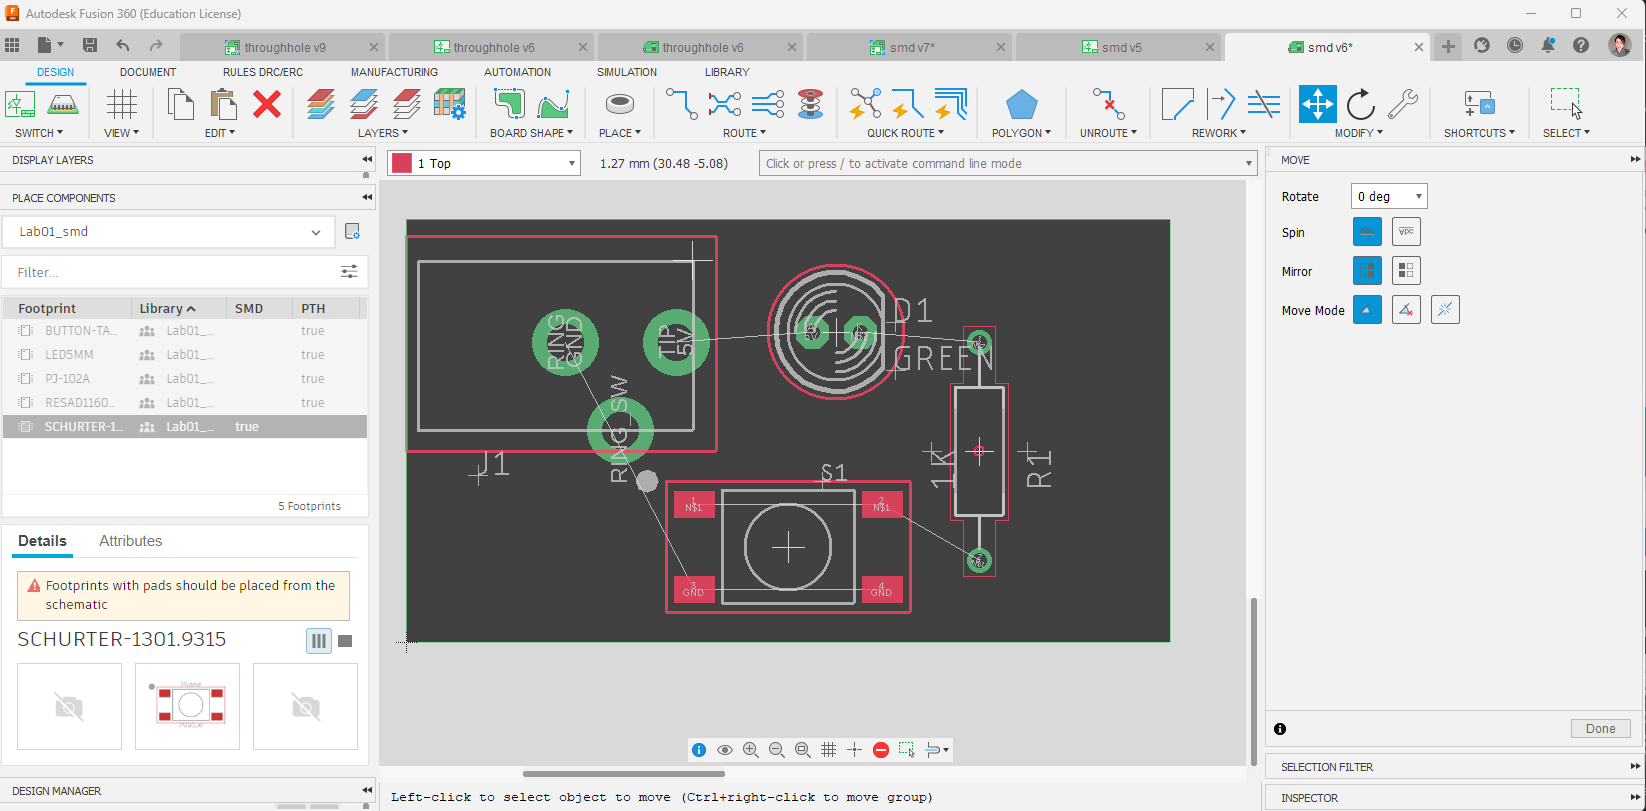 Autodesk Fusion 360 (Education License)
throughhole v9
throughhole v6
throughhole v6
smd v7*
smd v5
smd v6*
DESIGN
DOCUMENT
RULES DRC/ERC
MANUFACTURING
AUTOMATION
SIMULATION
LIBRARY
SWITCH
VIEW
EDIT
LAYERS
BOARD SHAPE
PLACE
ROUTE
QUICK ROUTE
POLYGON
UNROUTE
REWORK
MODIFY
SHORTCUTS
SELECT
DISPLAY LAYERS
PLACE COMPONENTS
Lab01_smd
Filter...
Footprint Library SMD PTH
BUTTON-TA... Lab01_... true
LED5MM Lab01_... true
PJ-102A Lab01_... true
RESAD1160... Lab01_... true
SCHURTER-1... Lab01_... true
5 Footprints
Details
Attributes
Footprints with pads should be placed from the
schematic
SCHURTER-1301.9315
>Name
>Value
DESIGN MANAGER
1 Top
1.27 mm (30.48 -5.08)
Click or press / to activate command line mode
RING
GND
TIP
5V
RING_SW
J1
D1
GREEN
A
5V
1K
R1
S1
1
N$1
2
N$1
3
GND
4
GND
Left-click to select object to move (Ctrl+right-click to move group)
MOVE
Rotate
0 deg
Spin
Abc
Mirror
Move Mode
Done
SELECTION FILTER
INSPECTOR